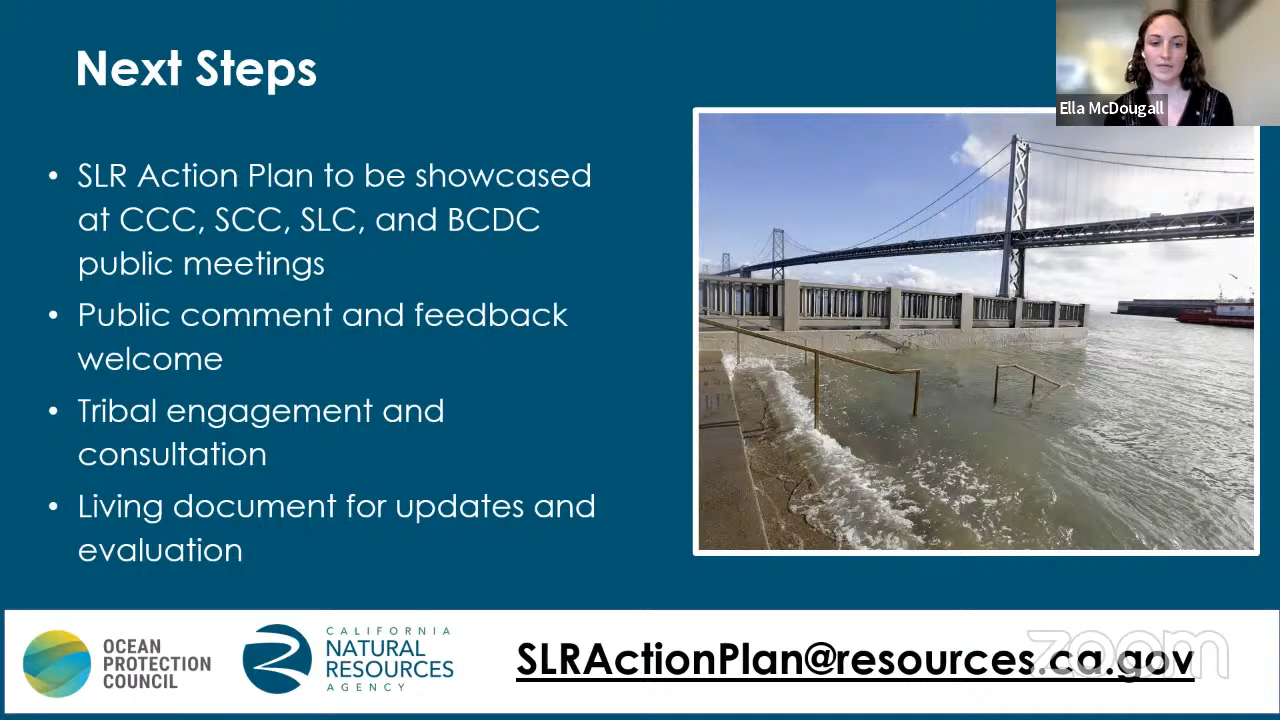 Next Steps
Ella McDougall
• SLR Action Plan to be showcased
at CCC, SCC, SLC, and BCDC
public meetings
• Public comment and feedback
welcome
• Tribal engagement and
consultation
• Living document for updates and
evaluation
OCEAN
PROTECTION
COUNCIL
CALIFORNIA
NATURAL
RESOURCES
AGENCY
SLRActionPlan@resources.ca.gov
zoom